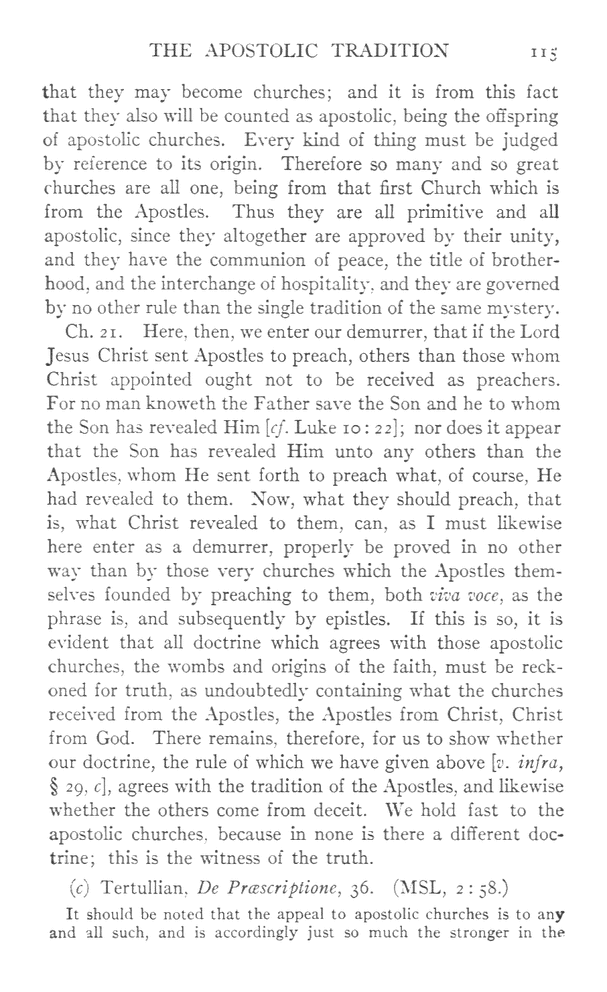 THE APOSTOLIC TRADITION 115
that they may become churches; and it is from this fact
that they also will be counted as apostolic, being the offspring
of apostolic churches. Every kind of thing must be judged
by reference to its origin. Therefore so many and so great
churches are all one, being from that first Church which is
from the Apostles. Thus they are all primitive and all
apostolic, since they altogether are approved by their unity,
and they have the communion of peace, the title of brother-
hood, and the interchange of hospitality, and they are governed
by no other rule than the single tradition of the same mystery.
Ch. 21. Here, then, we enter our demurrer, that if the Lord
Jesus Christ sent Apostles to preach, others than those whom
Christ appointed ought not to be received as preachers.
For no man knoweth the Father save the Son and he to whom
the Son has revealed Him [cf. Luke 10:22]; nor does it appear
that the Son has revealed Him unto any others than the
Apostles, whom He sent forth to preach what, of course, He
had revealed to them. Now, what they should preach, that
is, what Christ revealed to them, can, as I must likewise
here enter as a demurrer, properly be proved in no other
way than by those very churches which the Apostles them-
selves founded by preaching to them, both viva voce, as the
phrase is, and subsequently by epistles. If this is so, it is
evident that all doctrine which agrees with those apostolic
churches, the wombs and origins of the faith, must be reck-
oned for truth, as undoubtedly containing what the churches
received from the Apostles, the Apostles from Christ, Christ
from God. There remains, therefore, for us to show whether
our doctrine, the rule of which we have given above [v. infra,
§ 29, c], agrees with the tradition of the Apostles, and likewise
whether the others come from deceit. We hold fast to the
apostolic churches, because in none is there a different doc-
trine; this is the witness of the truth.
(c) Tertullian, De Præscriptione, 36. (MSL, 2:58.)
It should be noted that the appeal to apostolic churches is to any
and all such, and is accordingly just so much the stronger in the